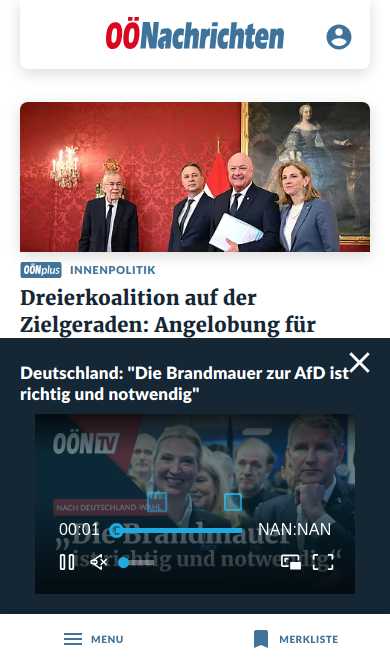 OÖNachrichten
OÖNplus INNENPOLITIK
Dreierkoalition auf der
Zielgeraden: Angelobung für
Deutschland: "Die Brandmauer zur AfD ist
richtig und notwendig"
OÖN TV
NACH DEUTSCHLAND-WAHL
00:01
NAN:NAN
„Die Brandmauer
ist richtig und notwendig“
MENU
MERKLISTE